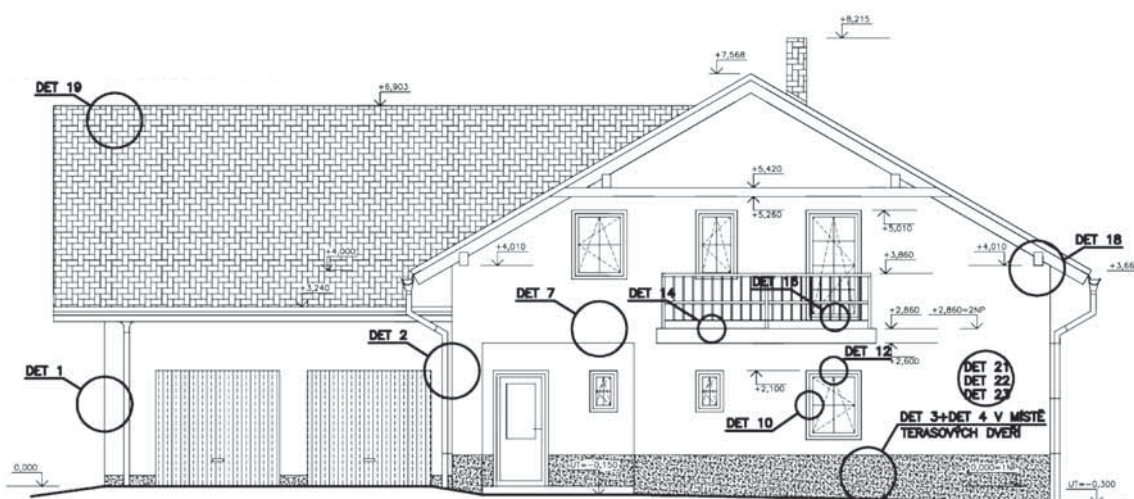 +8,215
+7,568
DET 19
+6,903
+5,420
+5,260
+5,010
+4,000
+4,010
+3,860
+4,010
DET 18
+3,66
+3,240
DET 7
DET 14
DET 15
+2,860
+2,860=2NP
DET 2
DET 12
+2,600
DET 1
+2,100
DET 21
DET 22
DET 23
DET 10
DET 3+DET 4 V MÍSTĚ
TERASOVÝCH DVEŘÍ
0,000
UT=-0,150
UT=-0,300